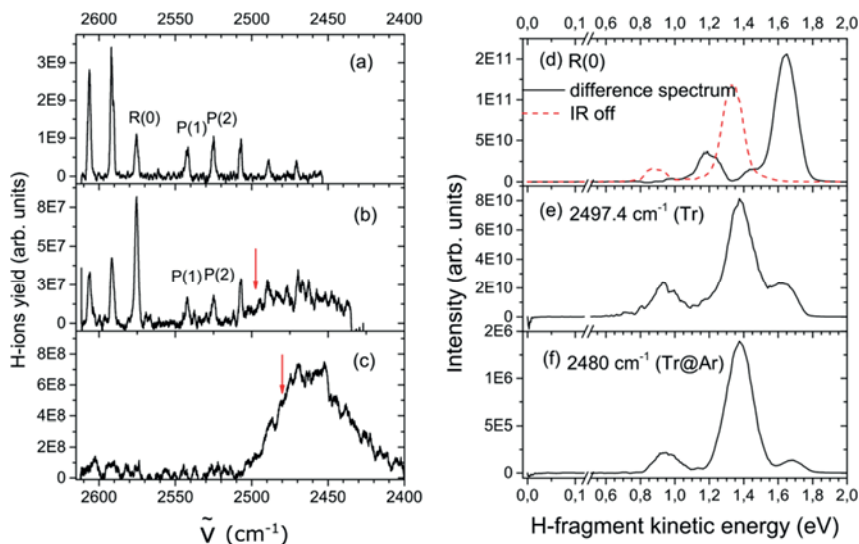 2600 2550 2500 2450 2400
3E9
2E9
1E9
0
(a)
R(0)
P(1) P(2)
8E7
7E7
3E7
0
(b)
P(1) P(2)
8E8
6E8
4E8
2E8
0
(c)
2600 2550 2500 2450 2400
ṽ (cm⁻¹)
H-ions yield (arb. units)
0,0 0,1 0,8 1,0 1,2 1,4 1,6 1,8 2,0
2E11
1E11
5E10
0
(d) R(0)
difference spectrum
IR off
8E10
6E10
4E10
2E10
0
(e) 2497.4 cm⁻¹ (Tr)
2E6
1E6
5E5
0
(f) 2480 cm⁻¹ (Tr@Ar)
0,0 0,1 0,8 1,0 1,2 1,4 1,6 1,8 2,0
H-fragment kinetic energy (eV)
Intensity (arb. units)